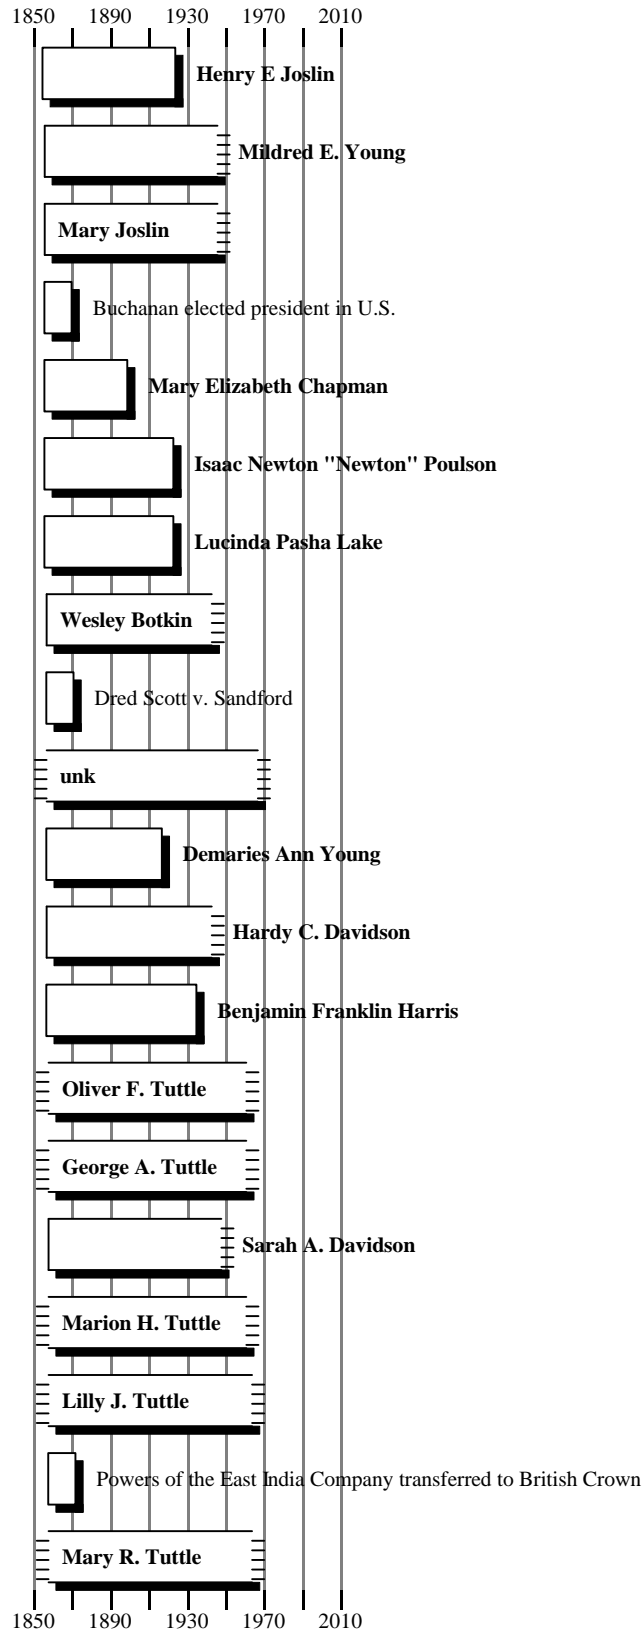 1850 1890 1930 1970 2010
Henry E Joslin
Mildred E. Young
Mary Joslin
Buchanan elected president in U.S.
Mary Elizabeth Chapman
Isaac Newton "Newton" Poulson
Lucinda Pasha Lake
Wesley Botkin
Dred Scott v. Sandford
unk
Demaries Ann Young
Hardy C. Davidson
Benjamin Franklin Harris
Oliver F. Tuttle
George A. Tuttle
Sarah A. Davidson
Marion H. Tuttle
Lilly J. Tuttle
Powers of the East India Company transferred to British Crown
Mary R. Tuttle
1850 1890 1930 1970 2010